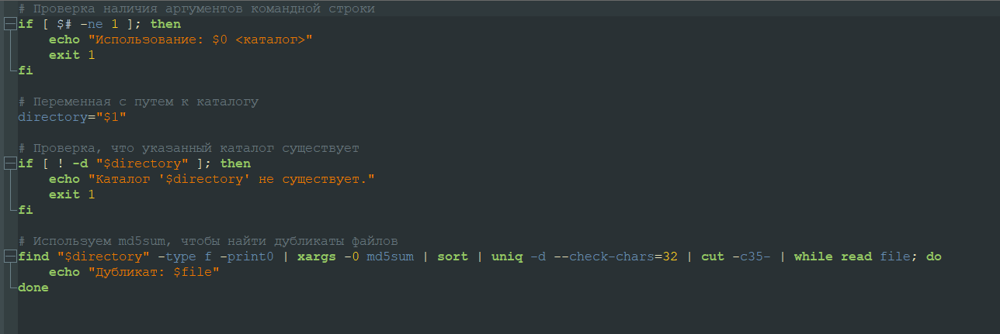 # Проверка наличия аргументов командной строки
if [ $# -ne 1 ]; then
    echo "Использование: $0 <каталог>"
    exit 1
fi

# Переменная с путем к каталогу
directory="$1"

# Проверка, что указанный каталог существует
if [ ! -d "$directory" ]; then
    echo "Каталог '$directory' не существует."
    exit 1
fi

# Используем md5sum, чтобы найти дубликаты файлов
find "$directory" -type f -print0 | xargs -0 md5sum | sort | uniq -d --check-chars=32 | cut -c35- | while read file; do
    echo "Дубликат: $file"
done